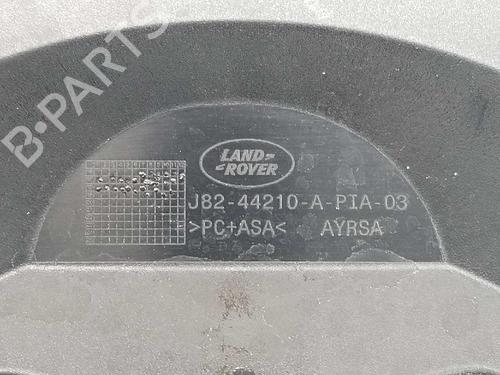 B-PARTS
LAND
ROVER
J82-44210-A-PIA-03
>PC+ASA< AYRSA